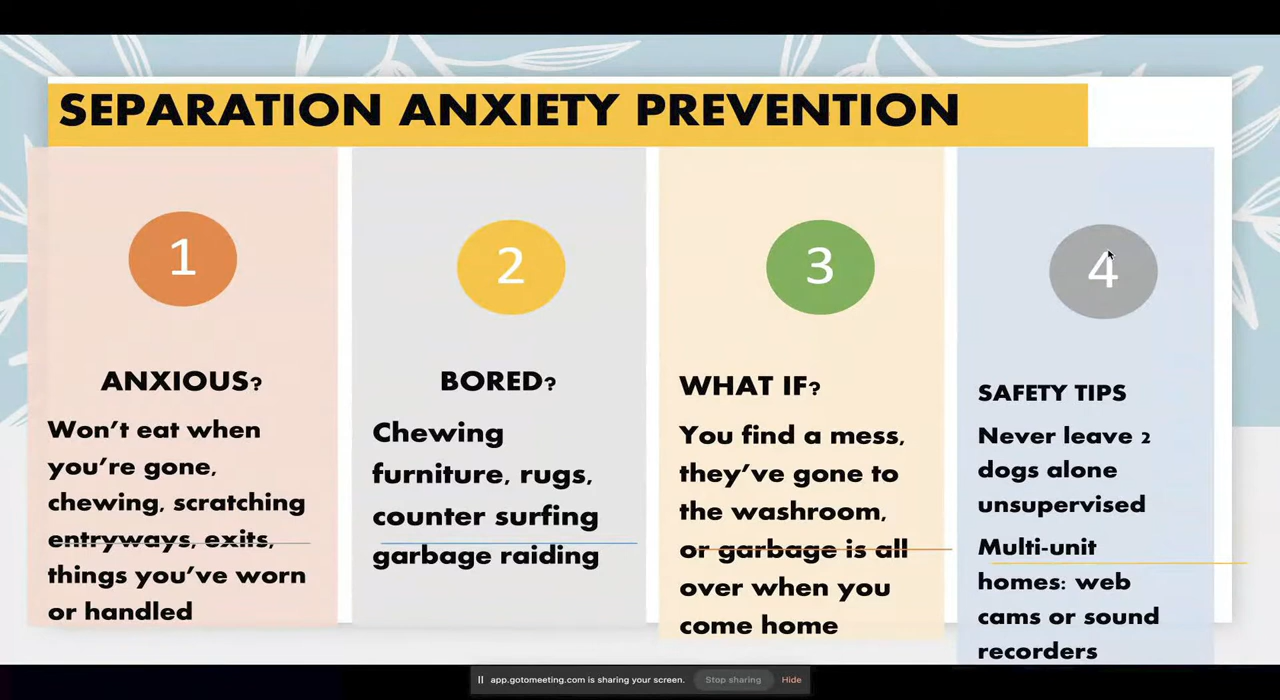 SEPARATION ANXIETY PREVENTION
1
ANXIOUS?
Won't eat when
you're gone,
chewing, scratching
entryways, exits,
things you've worn
or handled
2
BORED?
Chewing
furniture, rugs,
counter surfing
garbage raiding
3
WHAT IF?
You find a mess,
they've gone to
the washroom,
or garbage is all
over when you
come home
4
SAFETY TIPS
Never leave 2
dogs alone
unsupervised
Multi-unit
homes: web
cams or sound
recorders
app.gotomeeting.com is sharing your screen. Stop sharing Hide